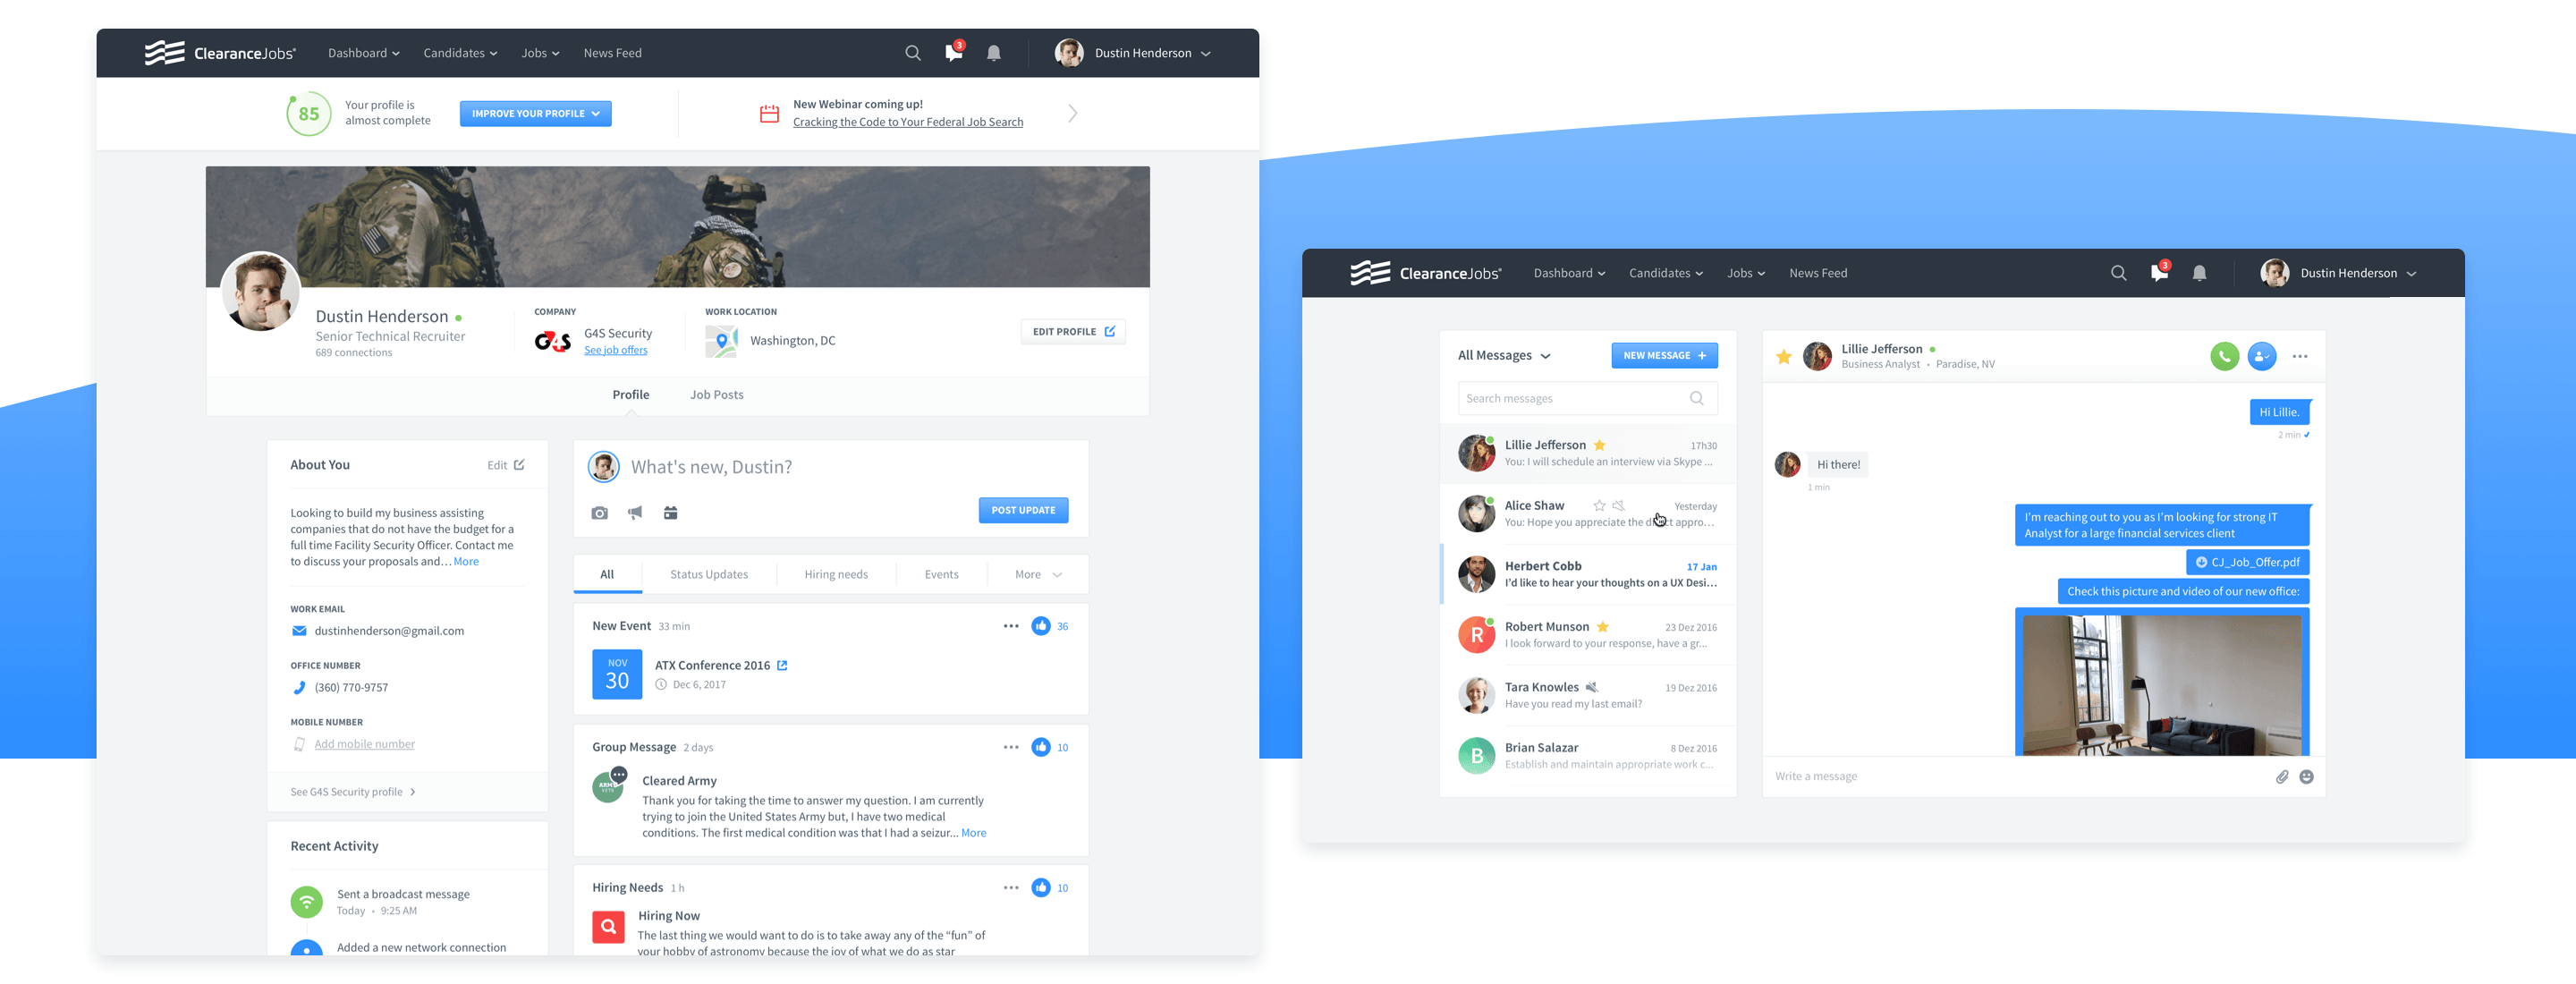 ClearanceJobs
Dashboard
Candidates
Jobs
News Feed
3
Dustin Henderson
85
Your profile is
almost complete
IMPROVE YOUR PROFILE
New Webinar coming up!
Cracking the Code to Your Federal Job Search
Dustin Henderson
Senior Technical Recruiter
689 connections
COMPANY
G4S
G4S Security
See job offers
WORK LOCATION
Washington, DC
EDIT PROFILE
Profile
Job Posts
About You
Edit
Looking to build my business assisting
companies that do not have the budget for a
full time Facility Security Officer. Contact me
to discuss your proposals and... More
WORK EMAIL
dustinhenderson@gmail.com
OFFICE NUMBER
(360) 770-9757
MOBILE NUMBER
Add mobile number
See G4S Security profile
Recent Activity
Sent a broadcast message
Today • 9:25 AM
Added a new network connection
What's new, Dustin?
POST UPDATE
All
Status Updates
Hiring needs
Events
More
New Event 33 min
36
NOV
30
ATX Conference 2016
Dec 6, 2017
Group Message 2 days
10
ARMY
VETS
Cleared Army
Thank you for taking the time to answer my question. I am currently
trying to join the United States Army but, I have two medical
conditions. The first medical condition was that I had a seizur... More
Hiring Needs 1 h
10
Hiring Now
The last thing we would want to do is to take away any of the “fun” of
your hobby of astronomy because the joy of what we do as star
ClearanceJobs
Dashboard
Candidates
Jobs
News Feed
3
Dustin Henderson
All Messages
NEW MESSAGE +
Search messages
Lillie Jefferson
17h30
You: I will schedule an interview via Skype ...
Alice Shaw
Yesterday
You: Hope you appreciate the direct appro...
Herbert Cobb
17 Jan
I'd like to hear your thoughts on a UX Desi...
R
Robert Munson
23 Dez 2016
I look forward to your response, have a gr...
Tara Knowles
19 Dez 2016
Have you read my last email?
B
Brian Salazar
8 Dez 2016
Establish and maintain appropriate work c...
Lillie Jefferson
Business Analyst • Paradise, NV
Hi Lillie.
2 min
Hi there!
1 min
I'm reaching out to you as I'm looking for strong IT
Analyst for a large financial services client
CJ_Job_Offer.pdf
Check this picture and video of our new office:
Write a message